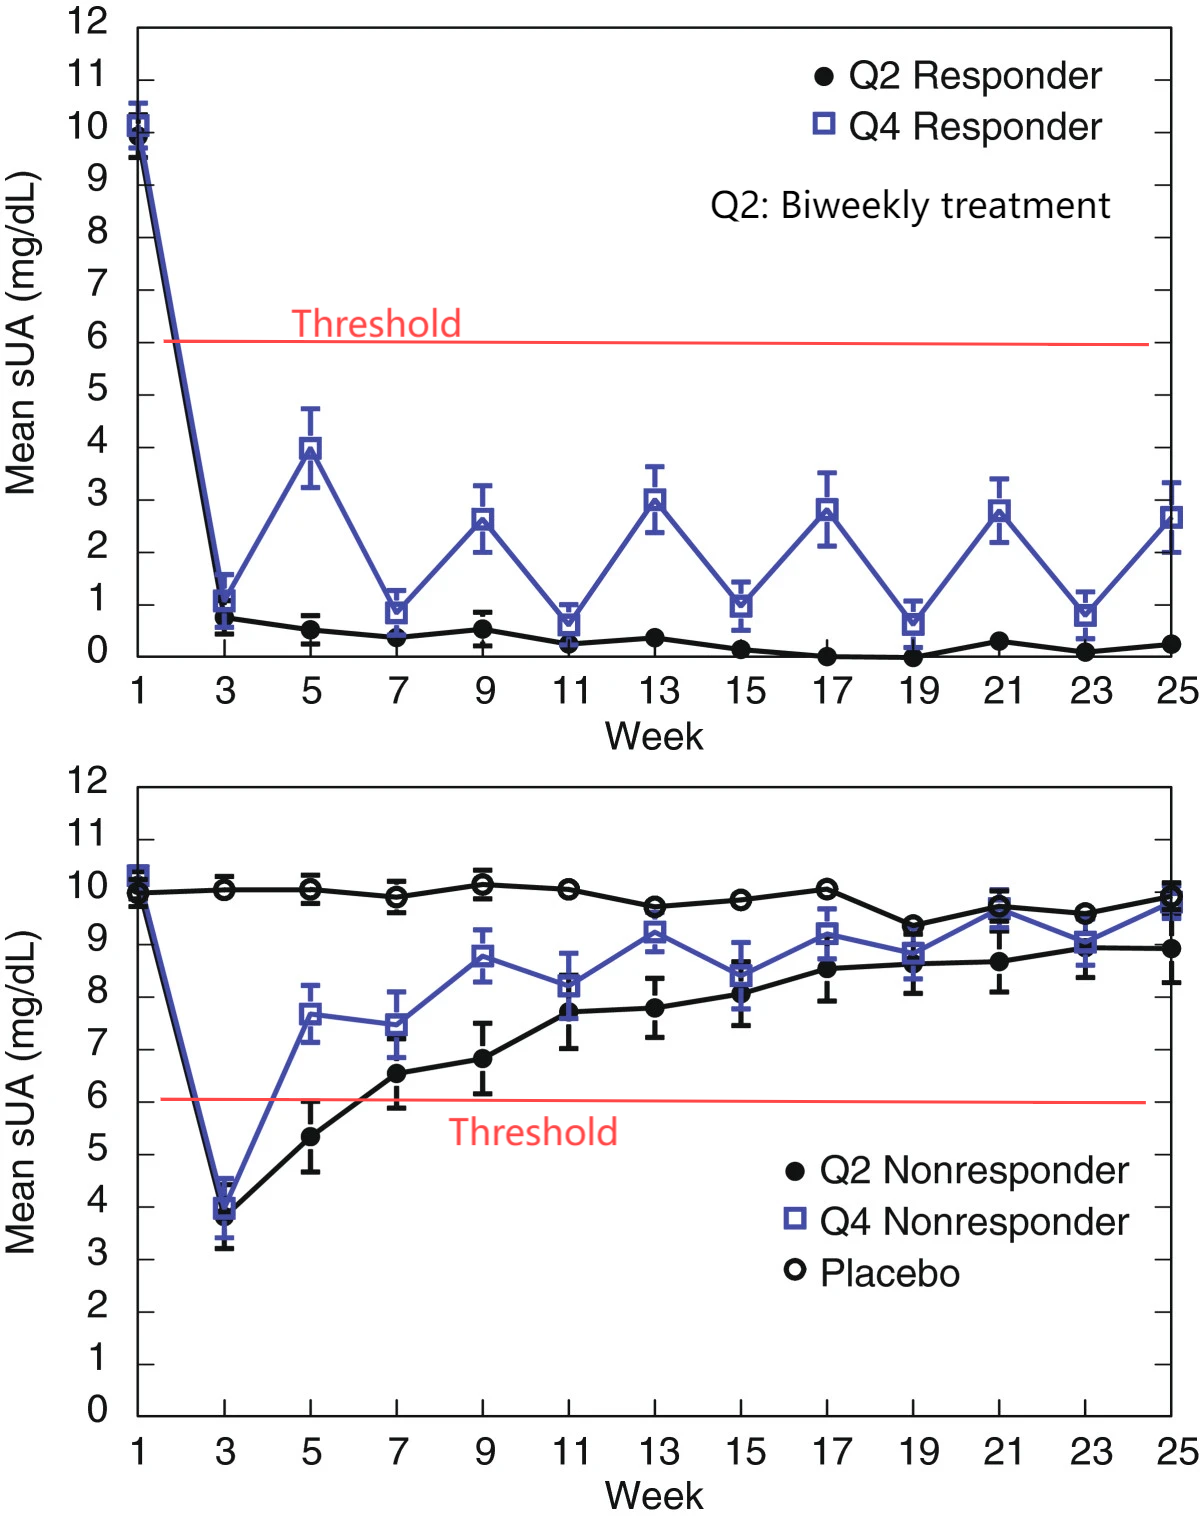 12
11
10
9
8
7
6
5
4
3
2
1
0
Mean sUA (mg/dL)
Q2 Responder
Q4 Responder
Q2: Biweekly treatment
Threshold
1 3 5 7 9 11 13 15 17 19 21 23 25
Week
12
11
10
9
8
7
6
5
4
3
2
1
0
Mean sUA (mg/dL)
Threshold
Q2 Nonresponder
Q4 Nonresponder
Placebo
1 3 5 7 9 11 13 15 17 19 21 23 25
Week